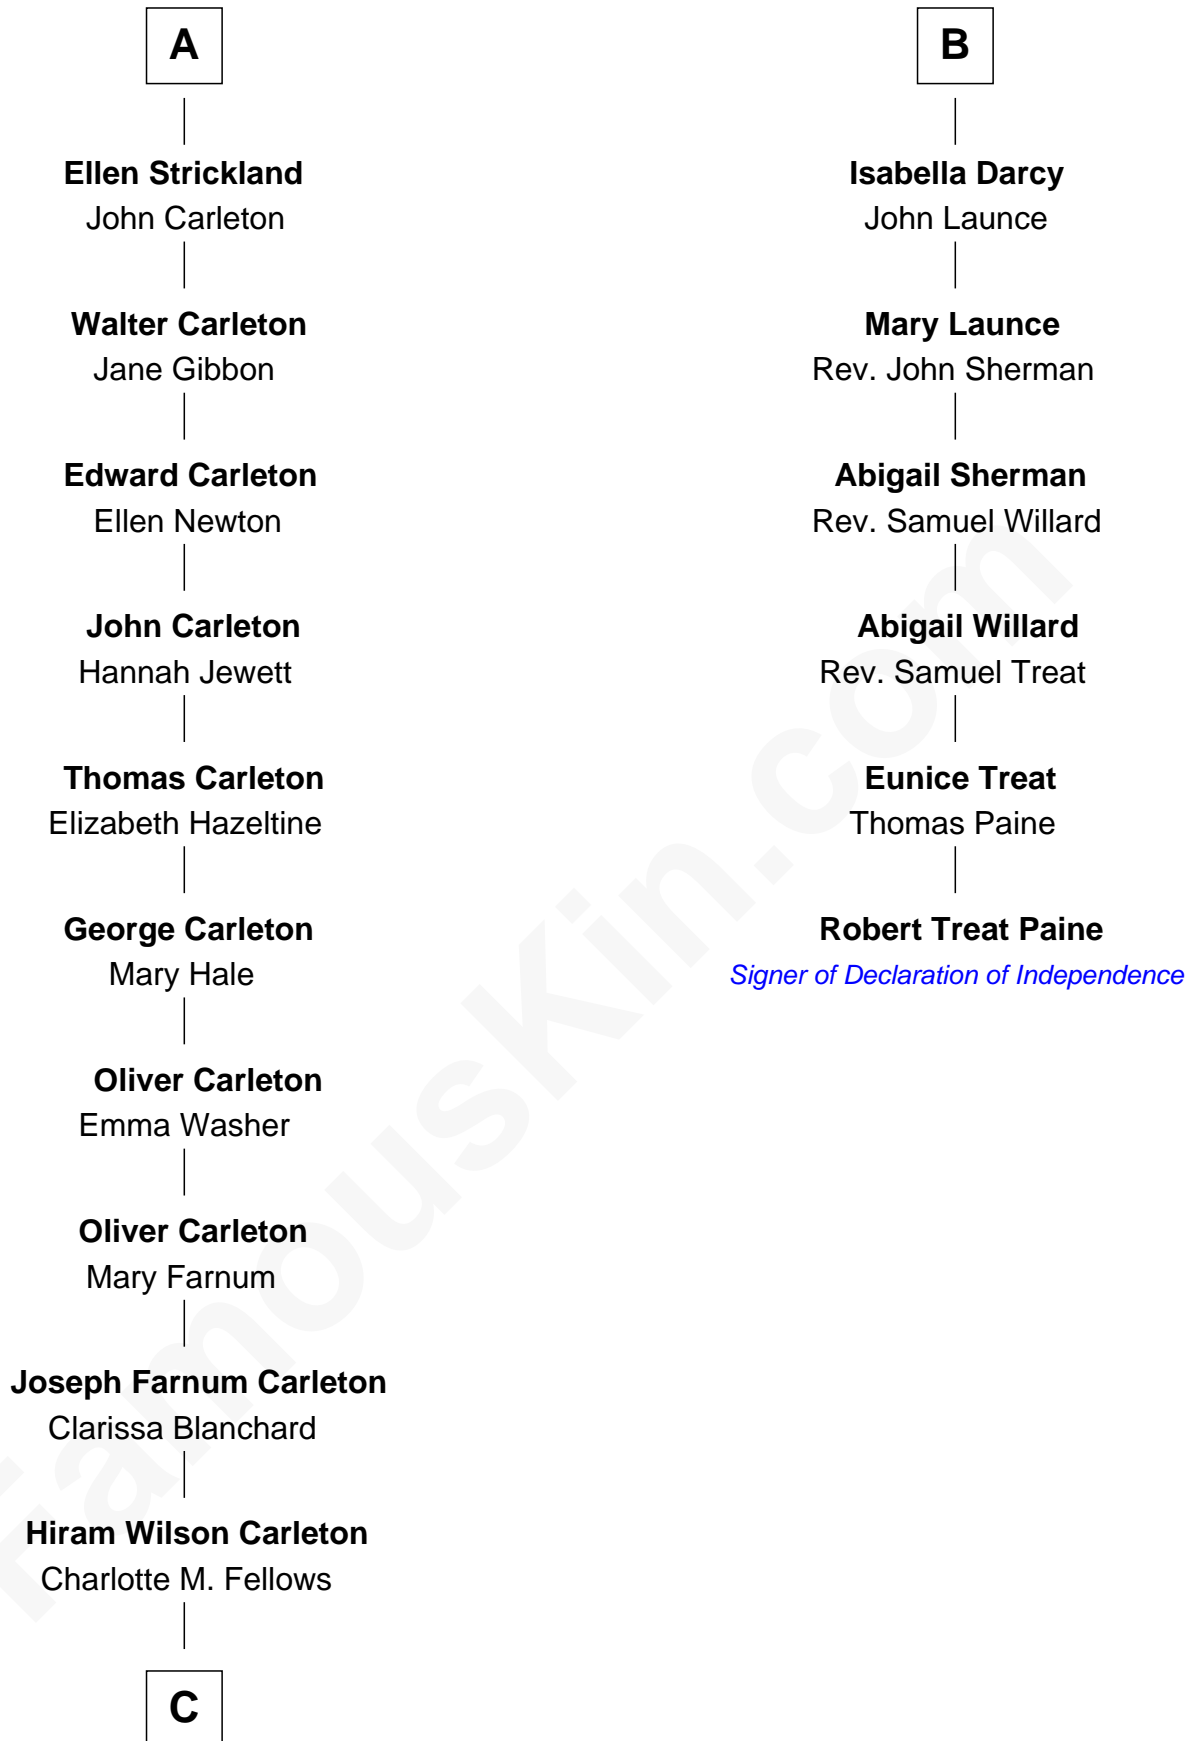 A
Ellen Strickland
John Carleton
Walter Carleton
Jane Gibbon
Edward Carleton
Ellen Newton
John Carleton
Hannah Jewett
Thomas Carleton
Elizabeth Hazeltine
George Carleton
Mary Hale
Oliver Carleton
Emma Washer
Oliver Carleton
Mary Farnum
Joseph Farnum Carleton
Clarissa Blanchard
Hiram Wilson Carleton
Charlotte M. Fellows
C
B
Isabella Darcy
John Launce
Mary Launce
Rev. John Sherman
Abigail Sherman
Rev. Samuel Willard
Abigail Willard
Rev. Samuel Treat
Eunice Treat
Thomas Paine
Robert Treat Paine
Signer of Declaration of Independence
FamousKin.com